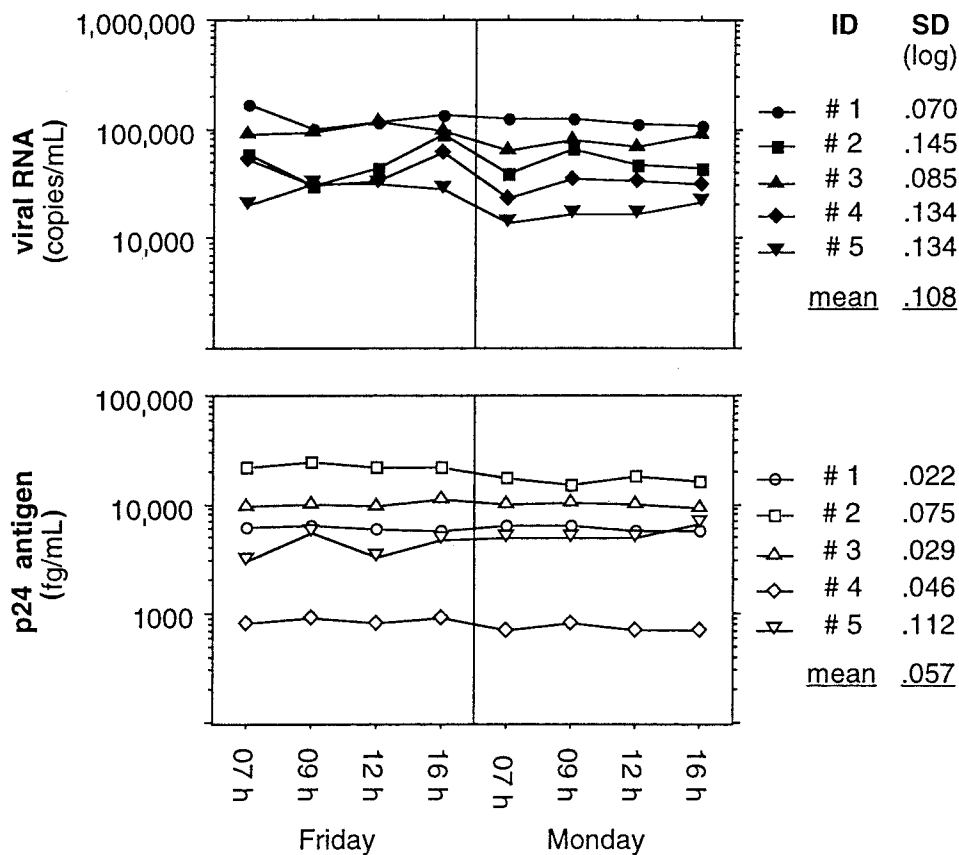 ID SD
(log)
1,000,000
100,000
10,000
viral RNA
(copies/mL)
# 1 .070
# 2 .145
# 3 .085
# 4 .134
# 5 .134
mean .108
100,000
10,000
1000
p24 antigen
(fg/mL)
# 1 .022
# 2 .075
# 3 .029
# 4 .046
# 5 .112
mean .057
07 h 09 h 12 h 16 h 07 h 09 h 12 h 16 h
Friday Monday